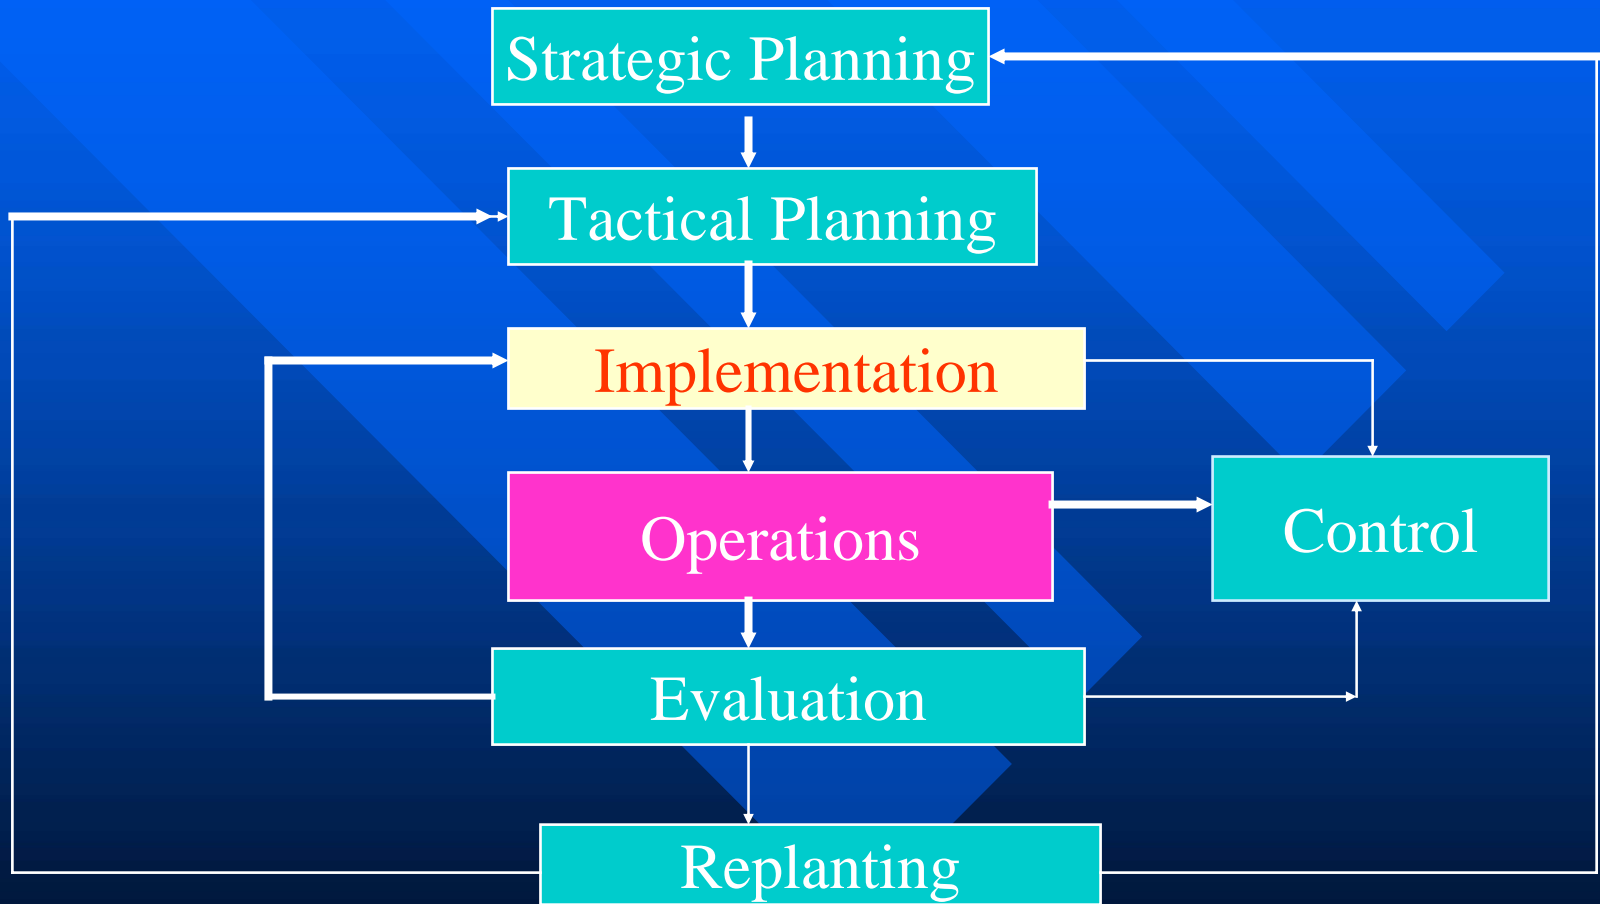 Strategic Planning
Tactical Planning
Implementation
Operations
Control
Evaluation
Replanting